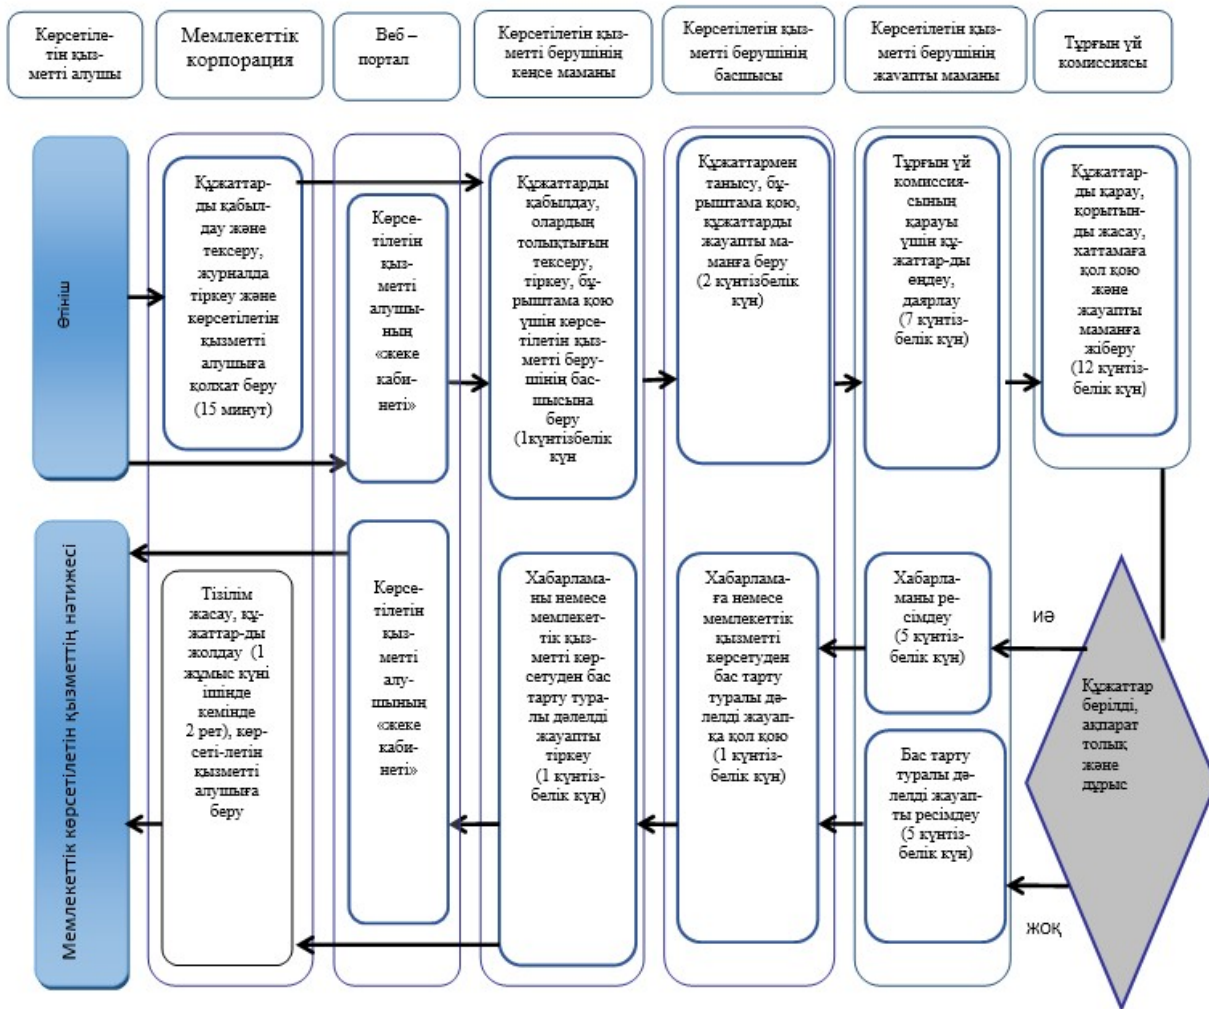 Көрсетіле-
тін қызмет-
ті алушы
Мемлекеттік
корпорация
Веб –
портал
Көрсетілетін қыз-
метті берушінің
кеңсе маманы
Көрсетілетін қыз-
метті берушінің
басшысы
Көрсетілетін қыз-
метті берушінің
жауапты маманы
Тұрғын үй
комиссиясы
Өтініш
Құжаттар-
ды қабыл-
дау және
тексеру,
журналда
тіркеу және
көрсетілетін
қызметті
алушыға
қолхат беру
(15 минут)
Көрсе-
тілетін
қыз-
метті
алушы-
ның
«жеке
каби-
неті»
Құжаттарды
қабылдау,
олардың
толықтығын
тексеру,
тіркеу, бұ-
рыштама қою
үшін көрсе-
тілетін қыз-
метті беру-
шінің бас-
шысына
беру
(1күнтізбелік
күн
Құжаттармен
танысу, бұ-
рыштама қою,
құжаттарды
жауапты ма-
манға беру
(2 күнтізбелік
күн)
Тұрғын үй
комиссия-
сының
қарауы
үшін құ-
жаттар-ды
өңдеу,
даярлау
(7 күнтіз-
белік күн)
Құжаттар-
ды қарау,
қорытын-
ды жасау,
хаттамаға
қол қою
және
жауапты
маманға
жіберу
(12 күнтіз-
белік күн)
Мемлекеттік көрсетілетін қызметтің нәтижесі
Тізілім
жасау, құ-
жаттар-ды
жолдау (1
жұмыс күні
ішінде
кемінде
2 рет), көр-
сеті-летін
қызметті
алушыға
беру
Көрсе-
тілетін
қыз-
метті
алу-
шының
«жеке
каби-
неті»
Хабарлама-
ны немесе
мемлекет-
тік қыз-
метті көр-
сетуден бас
тарту тура-
лы дәлелді
жауапты
тіркеу
(1 күнтіз-
белік күн)
Хабарлама-
ға немесе
мемлекеттік
қызметті
көрсетуден
бас тарту
туралы дә-
лелді жауап-
қа қол қою
(1 күнтіз-
белік күн)
Хабарла-
маны ре-
сімдеу
(5 күнтіз-
белік күн)
иә
Құжаттар
берілді,
ақпарат
толық
және
дұрыс
Бас тарту
туралы дә-
лелді жауап-
ты ресімдеу
(5 күнтіз-
белік күн)
жоқ